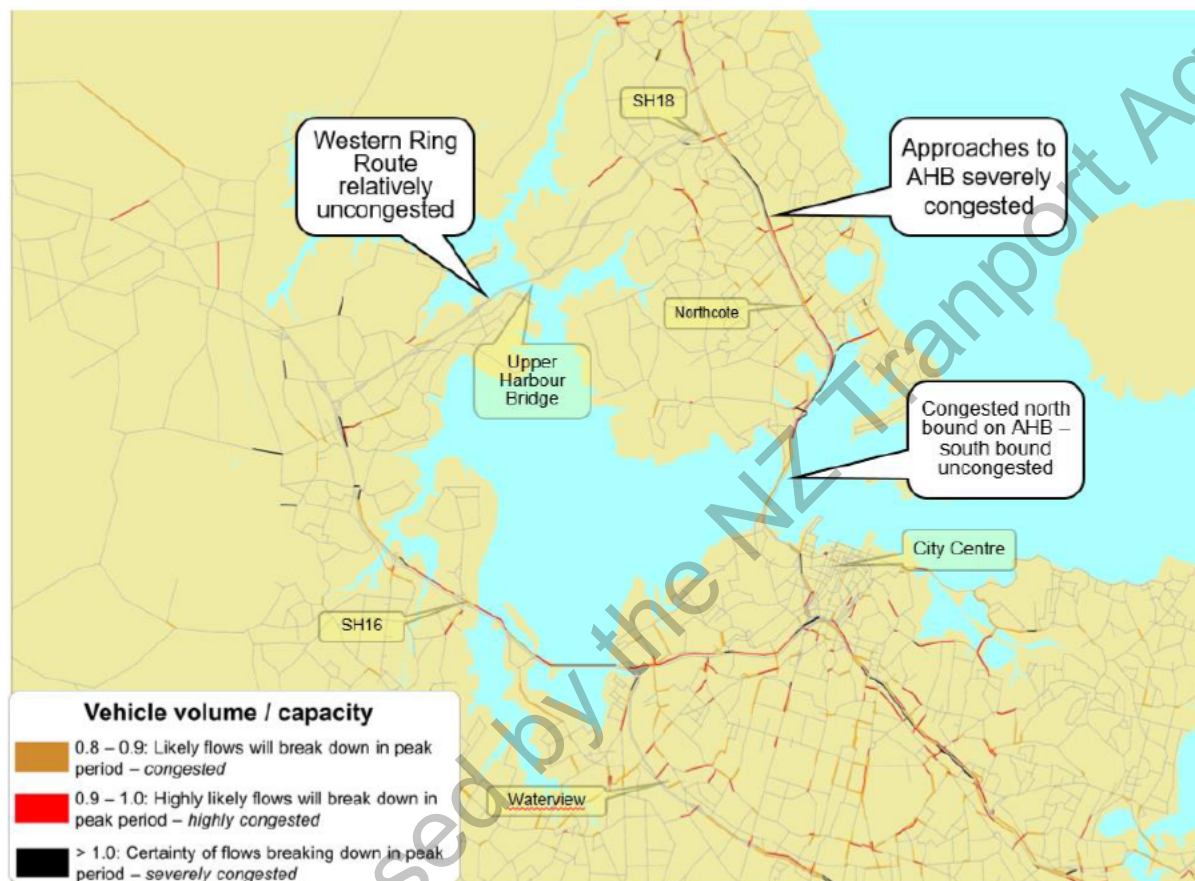 SH18
Western Ring
Route
relatively
uncongested
Approaches to
AHB severely
congested
Northcote
Upper
Harbour
Bridge
Congested north
bound on AHB –
south bound
uncongested
City Centre
SH16
Waterview
Vehicle volume / capacity
0.8 – 0.9: Likely flows will break down in peak
period – congested
0.9 – 1.0: Highly likely flows will break down in
peak period – highly congested
> 1.0: Certainty of flows breaking down in peak
period – severely congested
sed by the NZ Tranport Ag